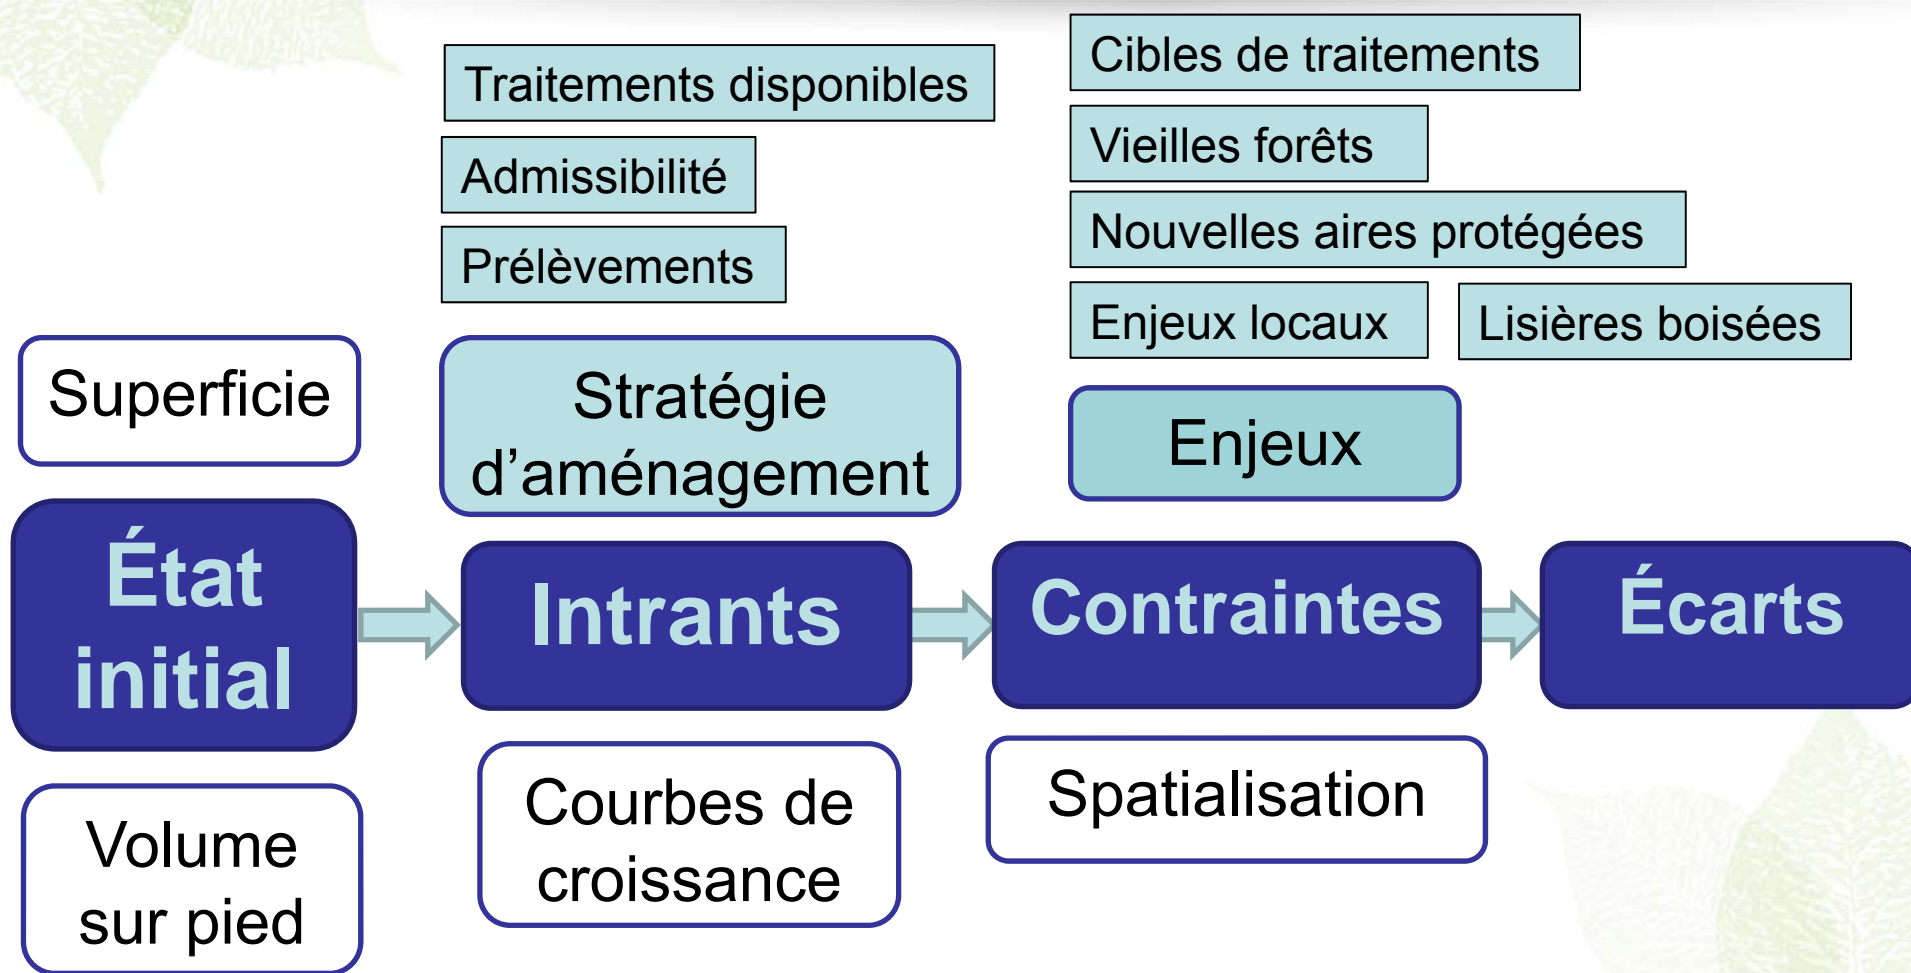 Traitements disponibles
Admissibilité
Prélèvements
Cibles de traitements
Vieilles forêts
Nouvelles aires protégées
Enjeux locaux
Lisières boisées
Superficie
Stratégie
d’aménagement
Enjeux
État
initial
Intrants
Contraintes
Écarts
Volume
sur pied
Courbes de
croissance
Spatialisation